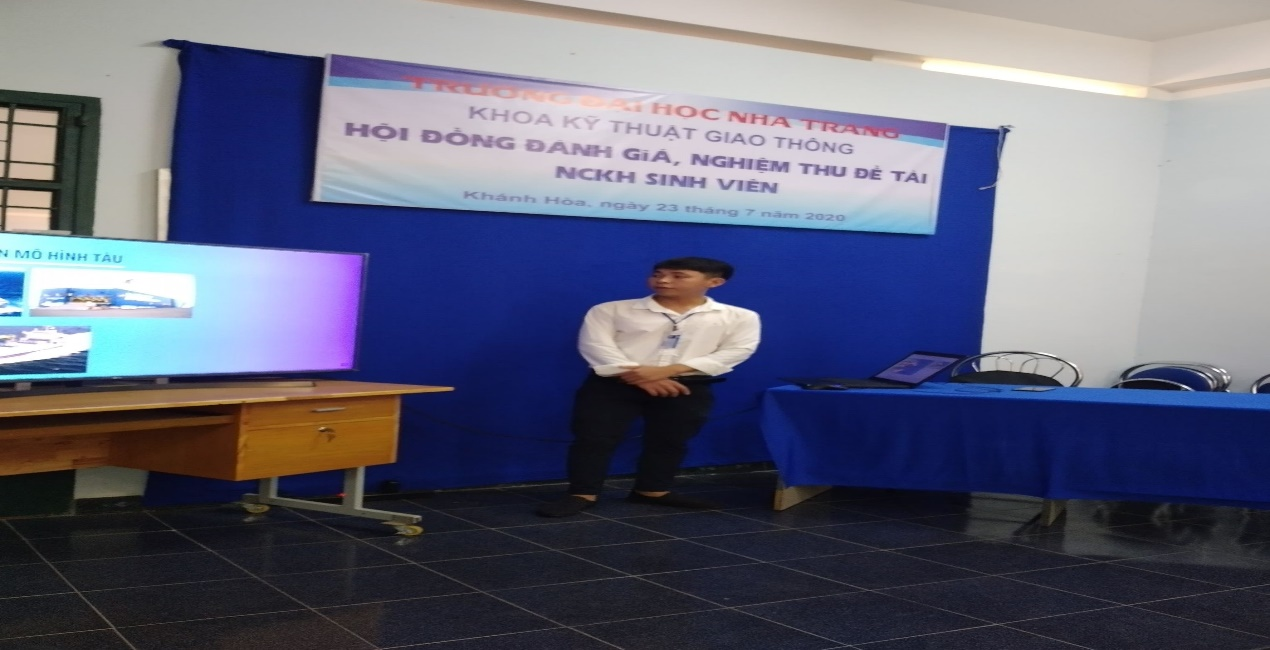 TRƯỜNG ĐẠI HỌC NHA TRANG
KHOA KỸ THUẬT GIAO THÔNG
HỘI ĐỒNG ĐÁNH GIÁ, NGHIỆM THU ĐỀ TÀI
NCKH SINH VIÊN
Khánh Hòa, ngày 23 tháng 7 năm 2020
N MÔ HÌNH TÀU